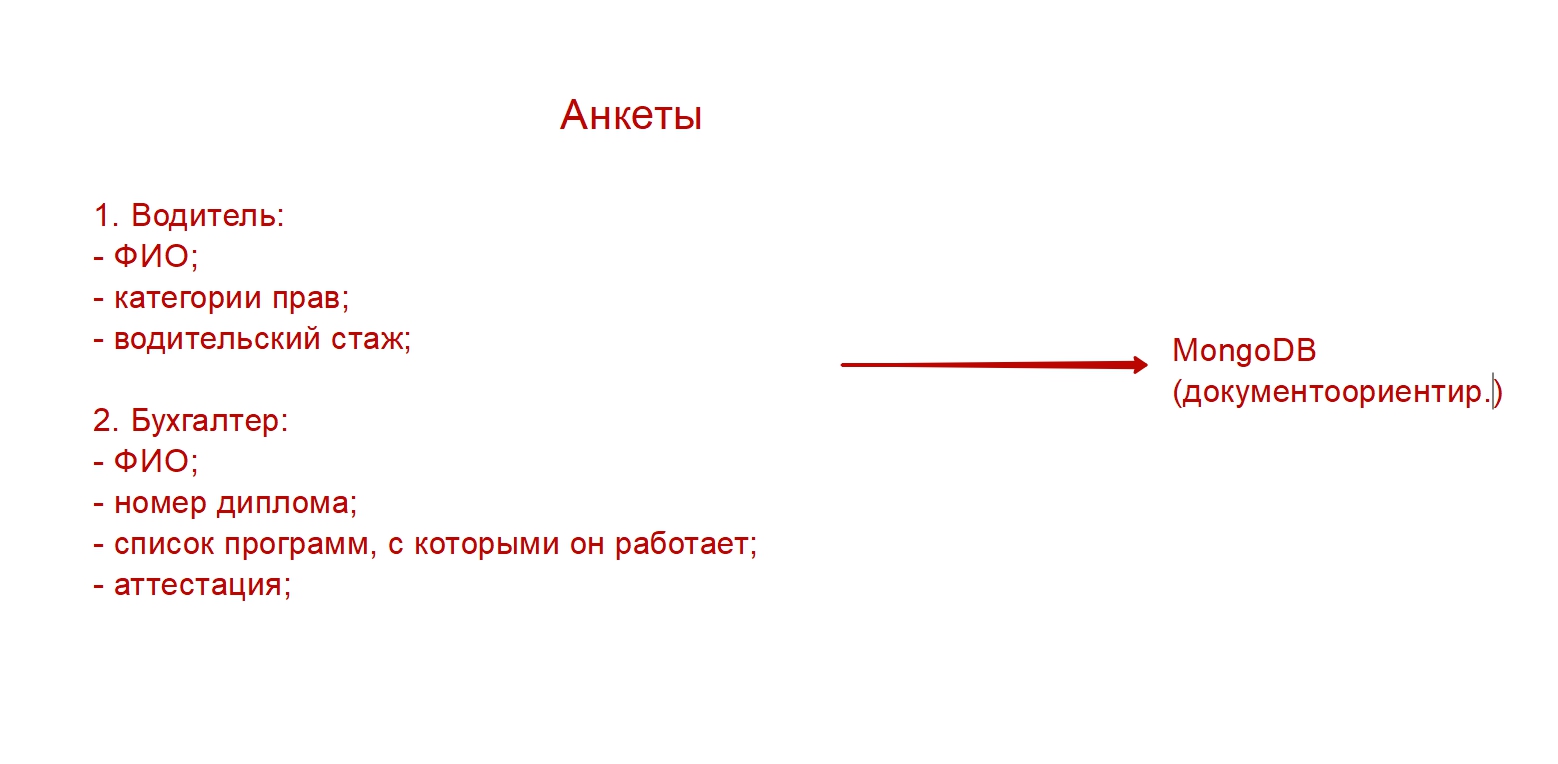 Анкеты
1. Водитель:
- ФИО;
- категории прав;
- водительский стаж;
2. Бухгалтер:
- ФИО;
- номер диплома;
- список программ, с которыми он работает;
- аттестация;
MongoDB
(документоориентир.)